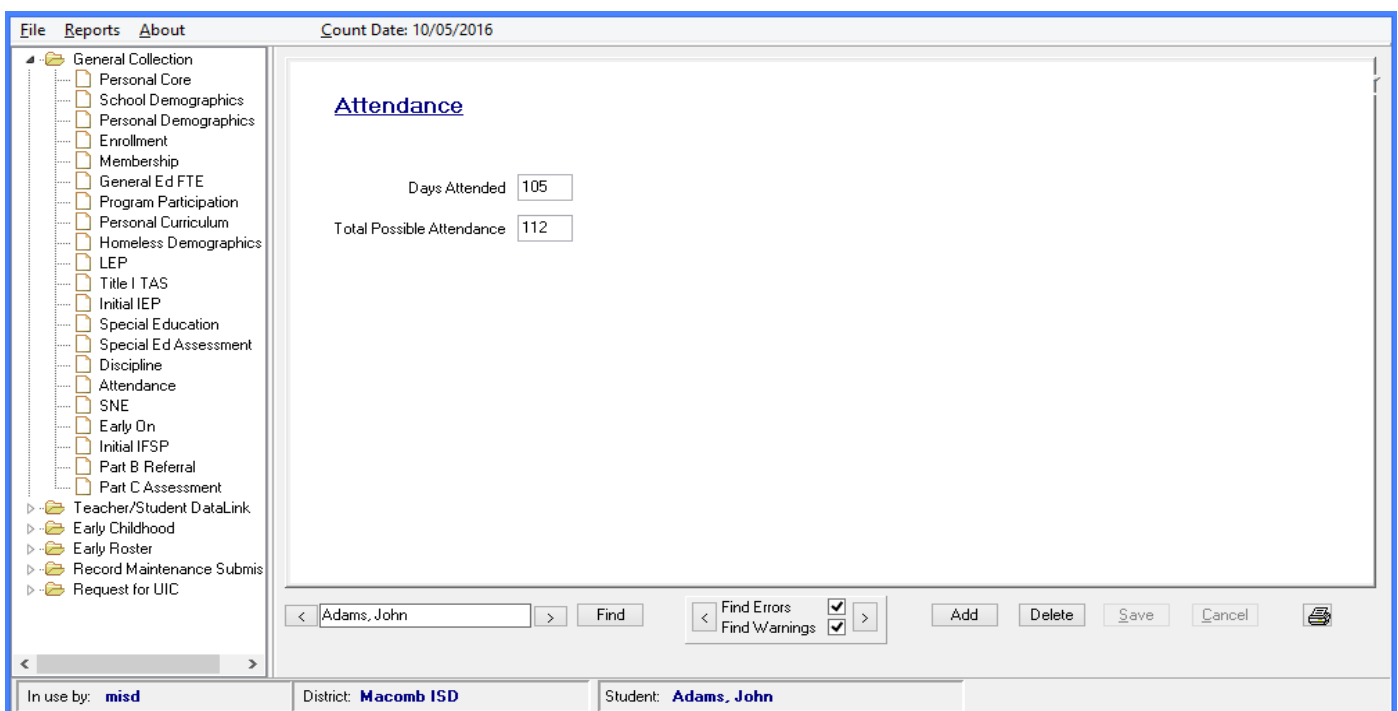 File Reports About Count Date: 10/05/2016
General Collection
Personal Core
School Demographics
Personal Demographics
Enrollment
Membership
General Ed FTE
Program Participation
Personal Curriculum
Homeless Demographics
LEP
Title I TAS
Initial IEP
Special Education
Special Ed Assessment
Discipline
Attendance
SNE
Early On
Initial IFSP
Part B Referral
Part C Assessment
Teacher/Student DataLink
Early Childhood
Early Roster
Record Maintenance Submis
Request for UIC
Attendance
Days Attended 105
Total Possible Attendance 112
< Adams, John > Find
< Find Errors >
Find Warnings
Add Delete Save Cancel
In use by: misd District: Macomb ISD Student: Adams, John